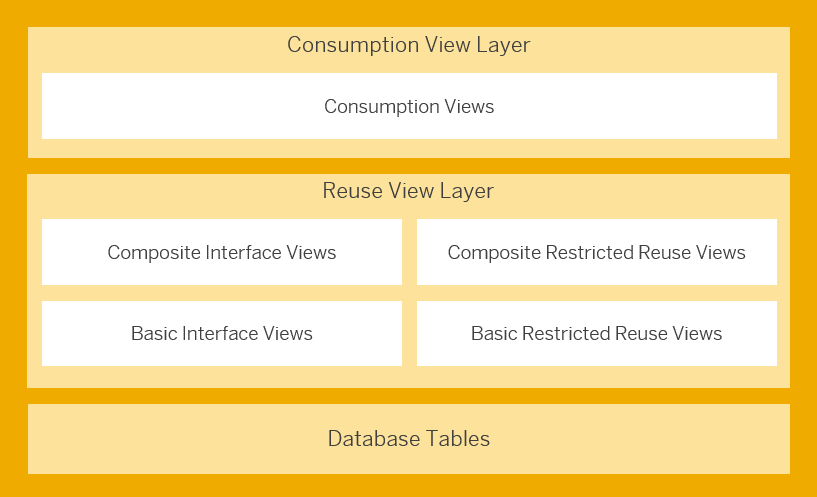 Consumption View Layer
Consumption Views
Reuse View Layer
Composite Interface Views
Composite Restricted Reuse Views
Basic Interface Views
Basic Restricted Reuse Views
Database Tables